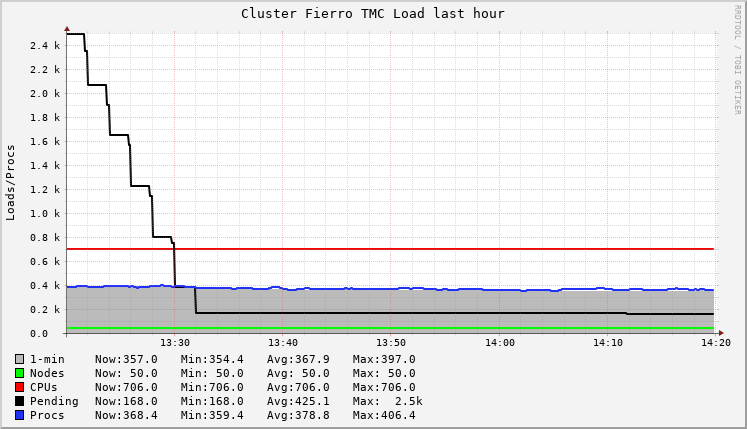 Cluster Fierro TMC Load last hour
RRDTOOL / TOBI OETIKER
Loads/Procs
2.4 k
2.2 k
2.0 k
1.8 k
1.6 k
1.4 k
1.2 k
1.0 k
0.8 k
0.6 k
0.4 k
0.2 k
0.0
13:30 13:40 13:50 14:00 14:10 14:20
1-min Now:357.0 Min:354.4 Avg:367.9 Max:397.0
Nodes Now: 50.0 Min: 50.0 Avg: 50.0 Max: 50.0
CPUs Now:706.0 Min:706.0 Avg:706.0 Max:706.0
Pending Now:168.0 Min:168.0 Avg:425.1 Max: 2.5k
Procs Now:368.4 Min:359.4 Avg:378.8 Max:406.4